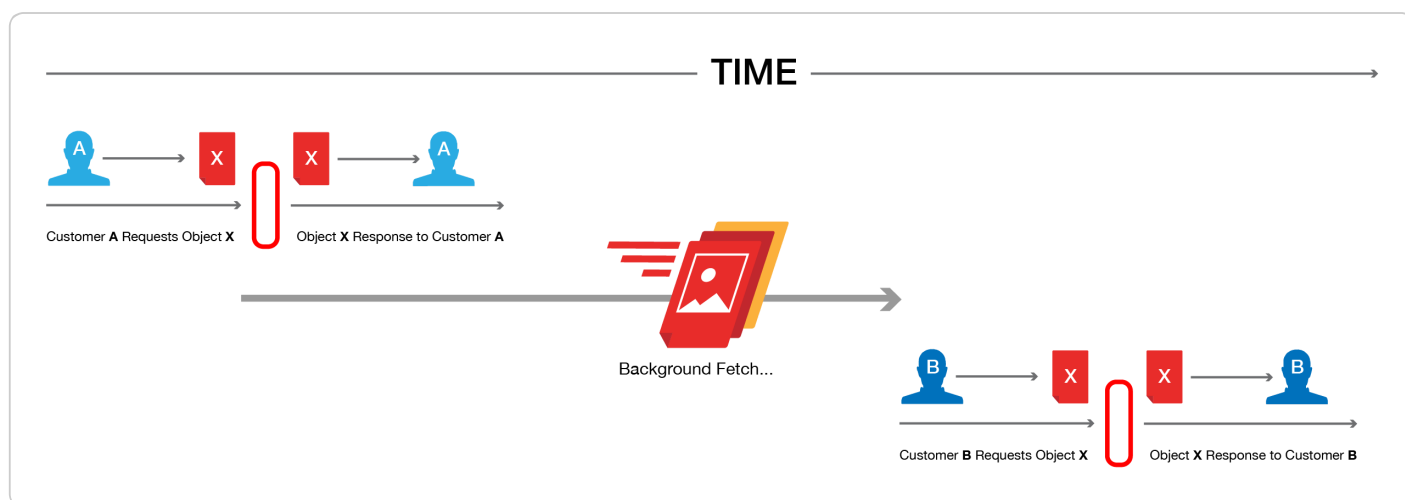 TIME
A X X A
Customer A Requests Object X Object X Response to Customer A
Background Fetch...
B X X B
Customer B Requests Object X Object X Response to Customer B